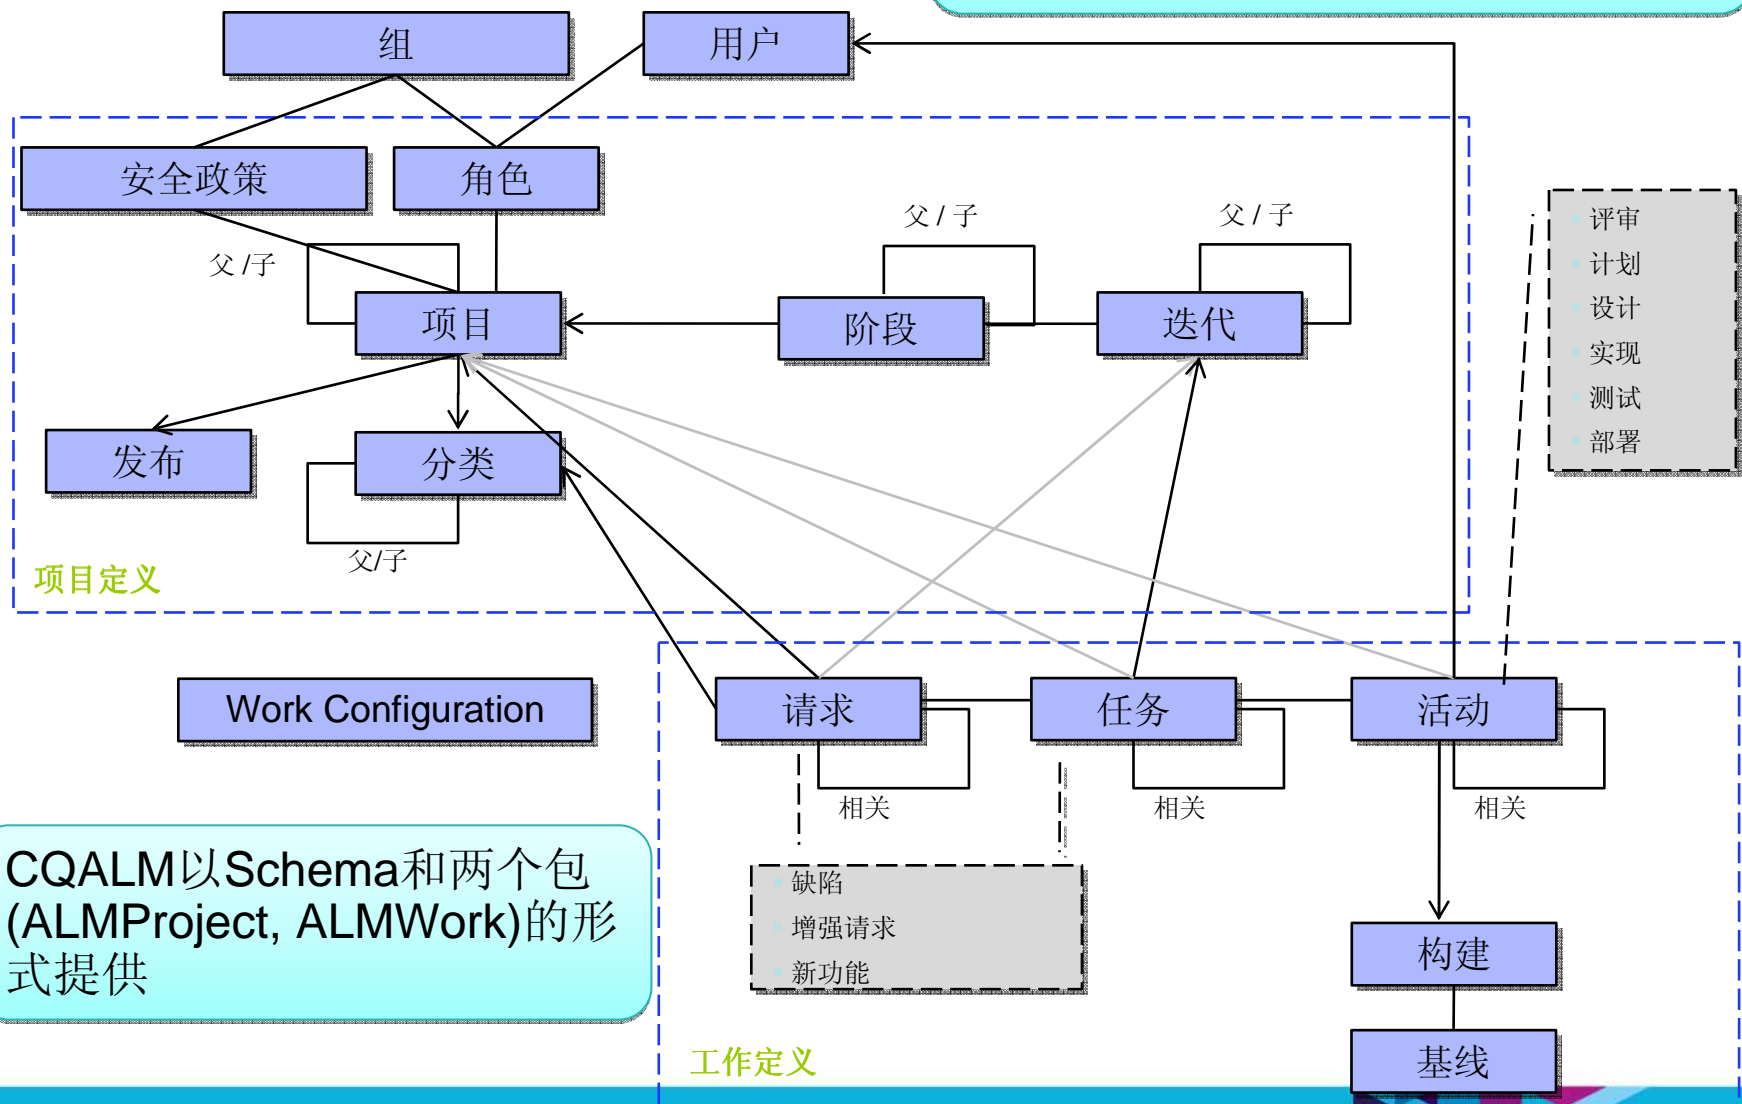 组
用户
安全政策
角色
父 /子
父 / 子
父 / 子
项目
阶段
迭代
评审
计划
设计
实现
测试
部署
发布
分类
父/子
项目定义
Work Configuration
请求
任务
活动
相关
相关
相关
CQALM以Schema和两个包
(ALMProject, ALMWork)的形
式提供
缺陷
增强请求
新功能
构建
工作定义
基线